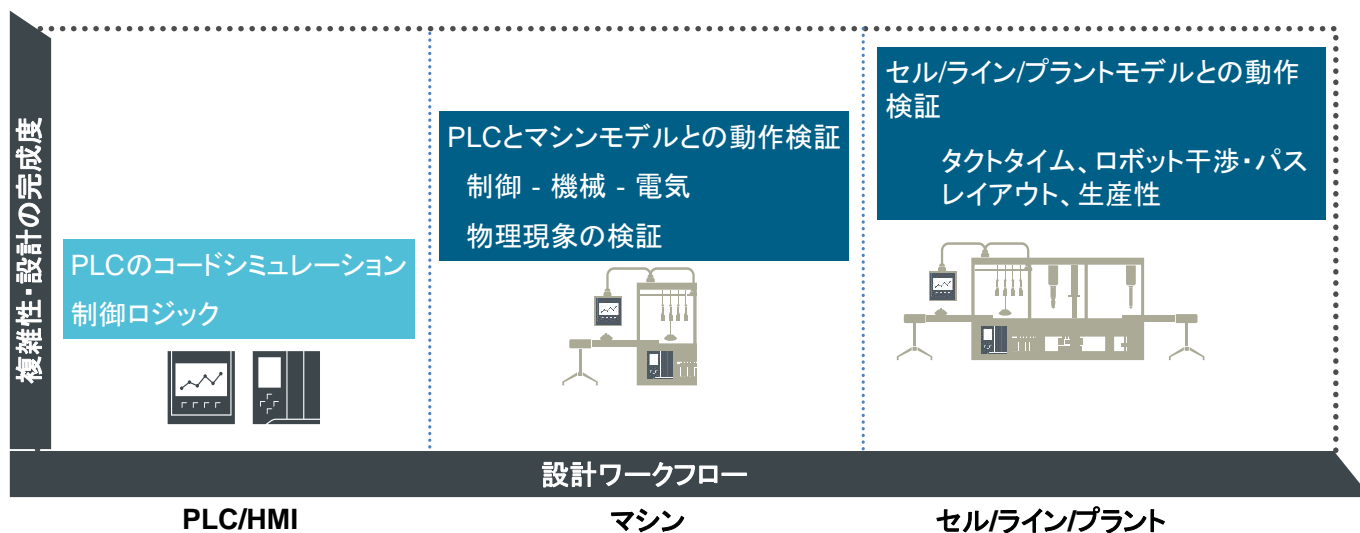 複雑性・設計の完成度
PLCのコードシミュレーション
制御ロジック
PLCとマシンモデルとの動作検証
制御 - 機械 - 電気
物理現象の検証
セル/ライン/プラントモデルとの動作
検証
タクトタイム、ロボット干渉・パス
レイアウト、生産性
設計ワークフロー
PLC/HMI
マシン
セル/ライン/プラント